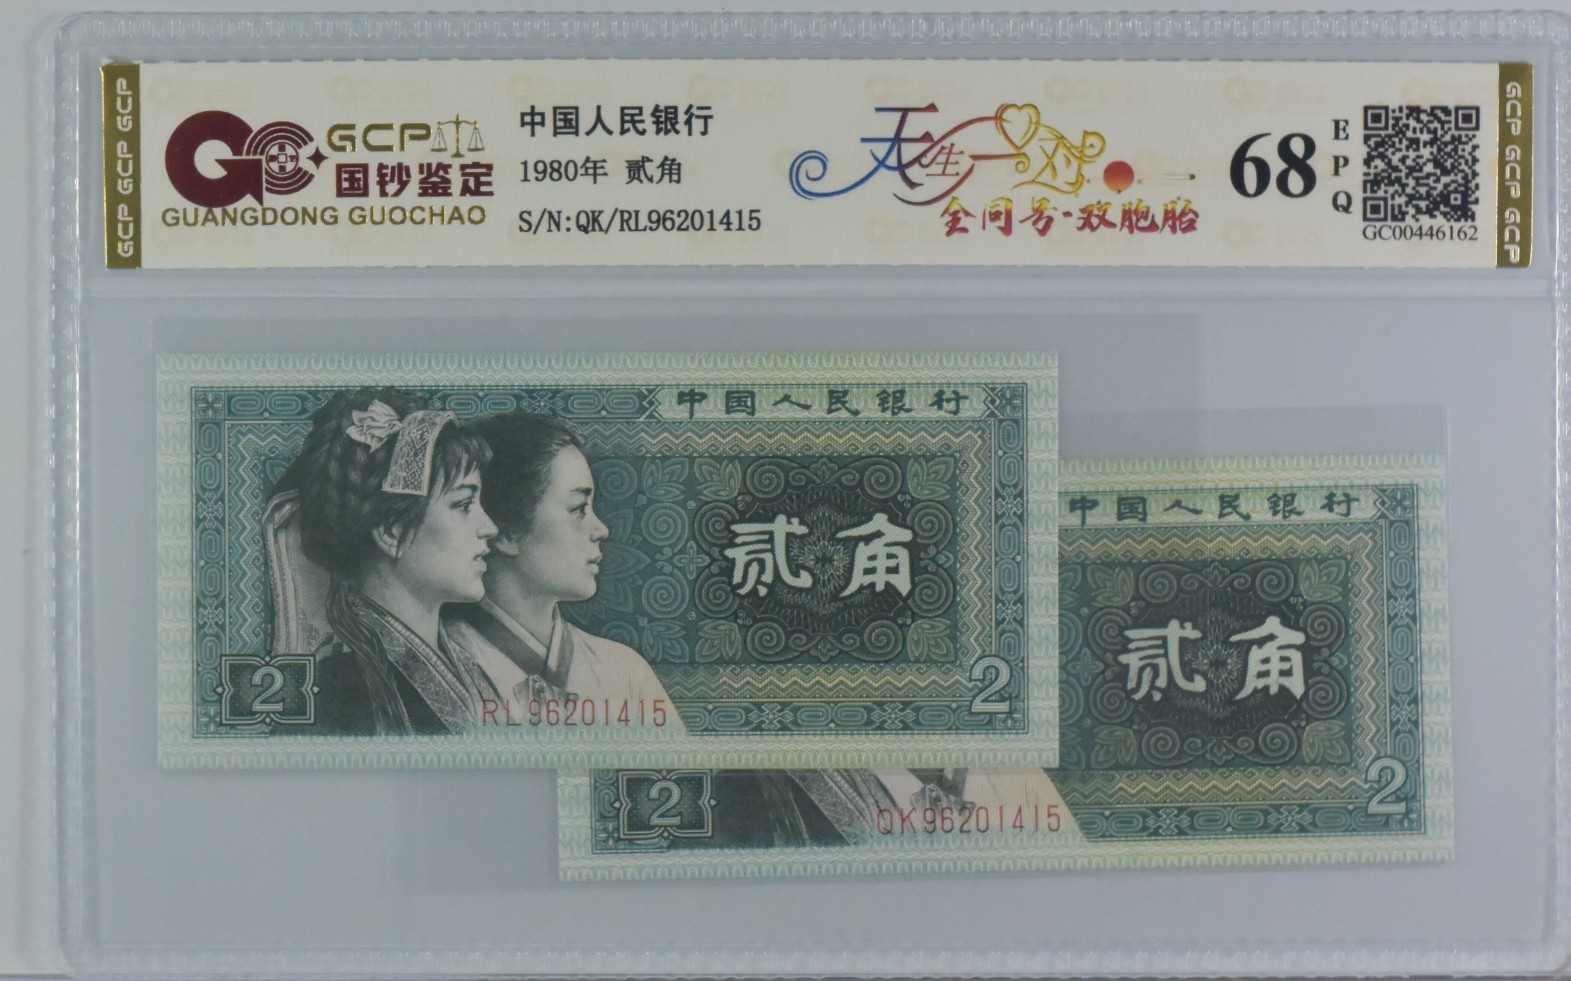 GCP GCP GCP
GCP
国钞鉴定
GUANGDONG GUOCHAO
中国人民银行
1980年 贰角
S/N:QK/RL96201415
天生一对
全同号-双胞胎
68
EPQ
GC00446162
GCP GCP GCP
中国人民银行
贰角
2
RL96201415
2
中国人民银行
贰角
2
QK96201415
2